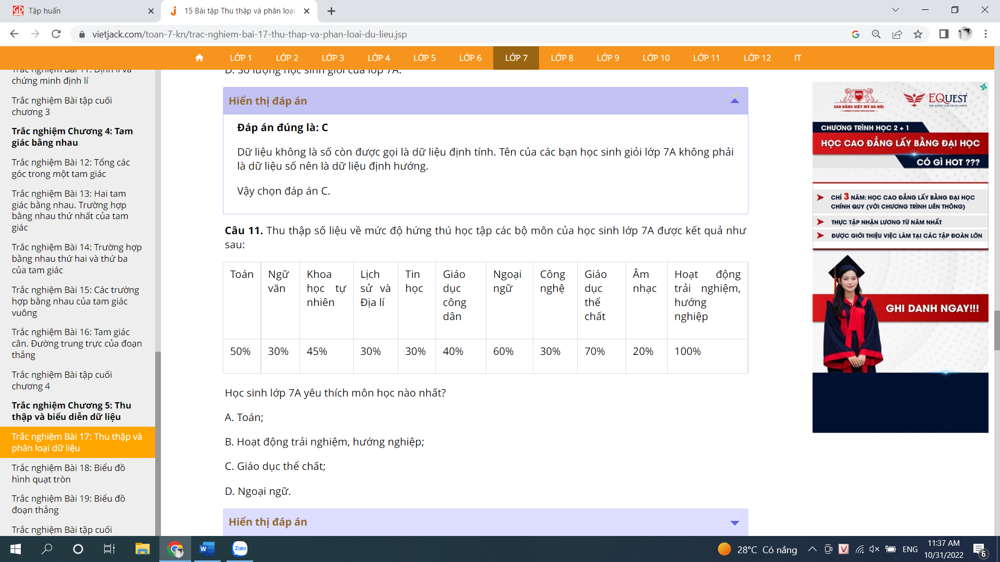 Tập huấn
15 Bài tập Thu thập và phân loại
vietjack.com/toan-7-kn/trac-nghiem-bai-17-thu-thap-va-phan-loai-du-lieu.jsp
LỚP 1 LỚP 2 LỚP 3 LỚP 4 LỚP 5 LỚP 6 LỚP 7 LỚP 8 LỚP 9 LỚP 10 LỚP 11 LỚP 12 IT
Trắc nghiệm Bài 11: Định lí và
chứng minh định lí
Trắc nghiệm Bài tập cuối
chương 3
Trắc nghiệm Chương 4: Tam
giác bằng nhau
Trắc nghiệm Bài 12: Tổng các
góc trong một tam giác
Trắc nghiệm Bài 13: Hai tam
giác bằng nhau. Trường hợp
bằng nhau thứ nhất của tam
giác
Trắc nghiệm Bài 14: Trường hợp
bằng nhau thứ hai và thứ ba
của tam giác
Trắc nghiệm Bài 15: Các trường
hợp bằng nhau của tam giác
vuông
Trắc nghiệm Bài 16: Tam giác
cân. Đường trung trực của đoạn
thẳng
Trắc nghiệm Bài tập cuối
chương 4
Trắc nghiệm Chương 5: Thu
thập và biểu diễn dữ liệu
Trắc nghiệm Bài 17: Thu thập và
phân loại dữ liệu
Trắc nghiệm Bài 18: Biểu đồ
hình quạt tròn
Trắc nghiệm Bài 19: Biểu đồ
đoạn thẳng
Trắc nghiệm Bài tập cuối
D. Số lượng học sinh giỏi của lớp 7A.
Hiển thị đáp án
Đáp án đúng là: C
Dữ liệu không là số còn được gọi là dữ liệu định tính. Tên của các bạn học sinh giỏi lớp 7A không phải
là dữ liệu số nên là dữ liệu định hướng.
Vậy chọn đáp án C.
Câu 11. Thu thập số liệu về mức độ hứng thú học tập các bộ môn của học sinh lớp 7A được kết quả như
sau:
Toán Ngữ Khoa Lịch Tin Giáo Ngoại Công Giáo Âm Hoạt động
văn học tự sử và học dục ngữ nghệ dục nhạc trải nghiệm,
nhiên Địa lí công thể hướng
dân chất nghiệp
50% 30% 45% 30% 30% 40% 60% 30% 70% 20% 100%
Học sinh lớp 7A yêu thích môn học nào nhất?
A. Toán;
B. Hoạt động trải nghiệm, hướng nghiệp;
C. Giáo dục thể chất;
D. Ngoại ngữ.
Hiển thị đáp án
APC
CAO ĐẲNG VIỆT MỸ HÀ NỘI
EQUEST
THE QUEST FOR EXCELLENCE
CHƯƠNG TRÌNH HỌC 2 + 1
HỌC CAO ĐẲNG LẤY BẰNG ĐẠI HỌC
CÓ GÌ HOT ???
CHỈ 3 NĂM: HỌC CAO ĐẲNG LẤY BẰNG ĐẠI HỌC
CHÍNH QUY (VỚI CHƯƠNG TRÌNH LIÊN THÔNG)
THỰC TẬP NHẬN LƯƠNG TỪ NĂM NHẤT
ĐƯỢC GIỚI THIỆU VIỆC LÀM TẠI CÁC TẬP ĐOÀN LỚN
GHI DANH NGAY!!!
Zalo
28°C Có nắng
ENG
11:37 AM
10/31/2022
6